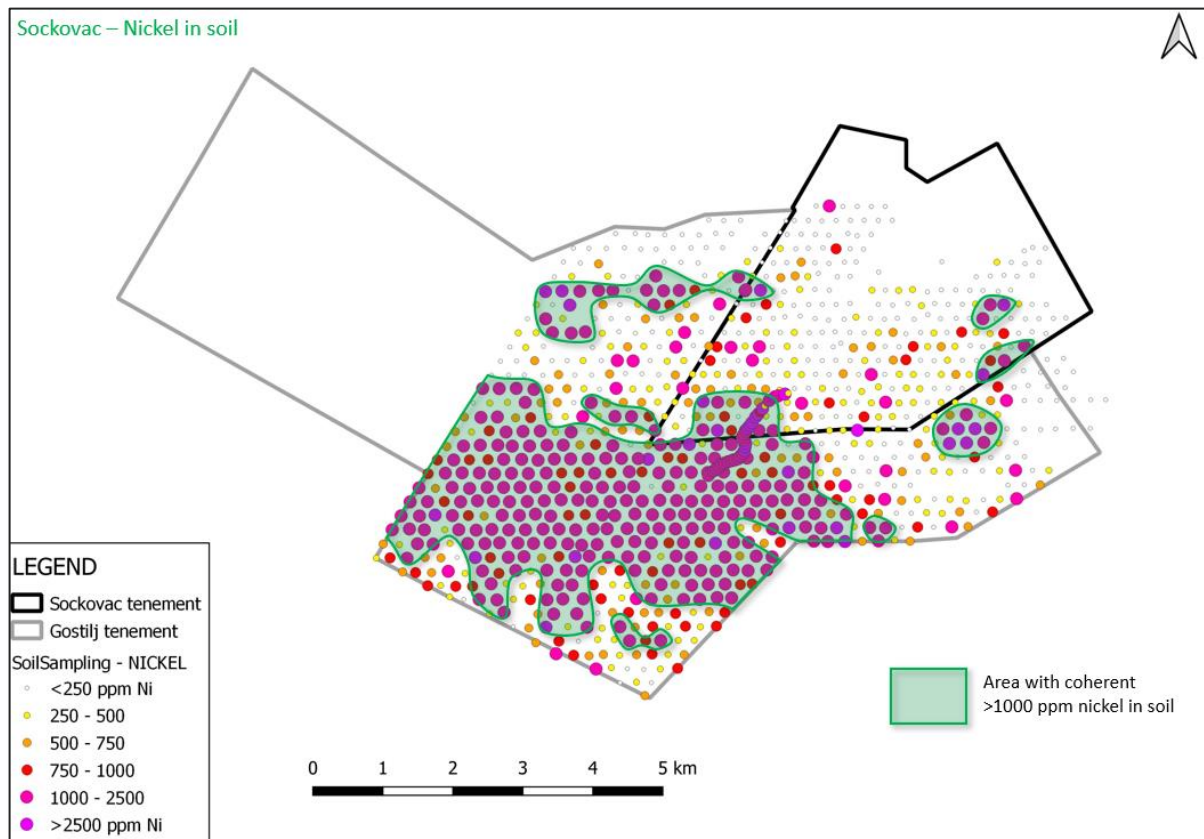 Sockovac – Nickel in soil
LEGEND
Sockovac tenement
Gostilj tenement
SoilSampling - NICKEL
<250 ppm Ni
250 - 500
500 - 750
750 - 1000
1000 - 2500
>2500 ppm Ni
0 1 2 3 4 5 km
Area with coherent
>1000 ppm nickel in soil